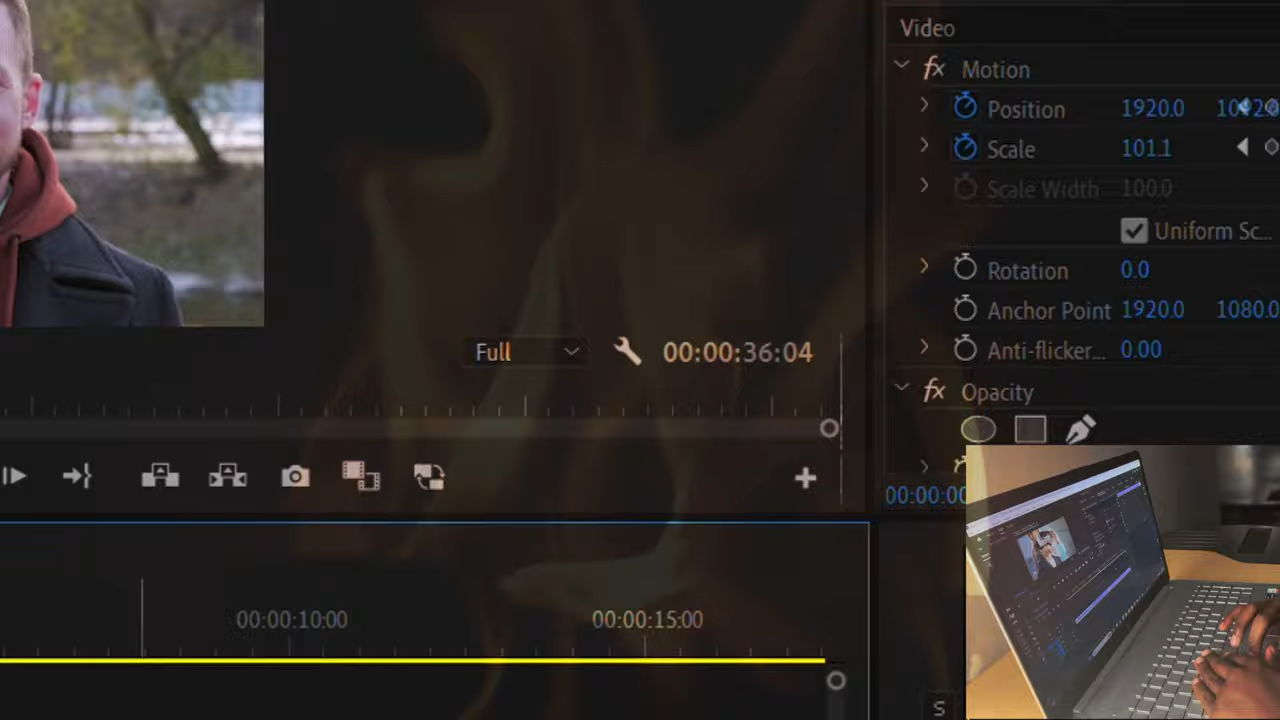 Video
fx Motion
Position 1920.0
Scale 101.1
Scale Width 100.0
Uniform Sc...
Rotation 0.0
Anchor Point 1920.0 1080.0
Full 00:00:36:04
Anti-flicker... 0.00
fx Opacity
00:00:00
00:00:10:00 00:00:15:00
S